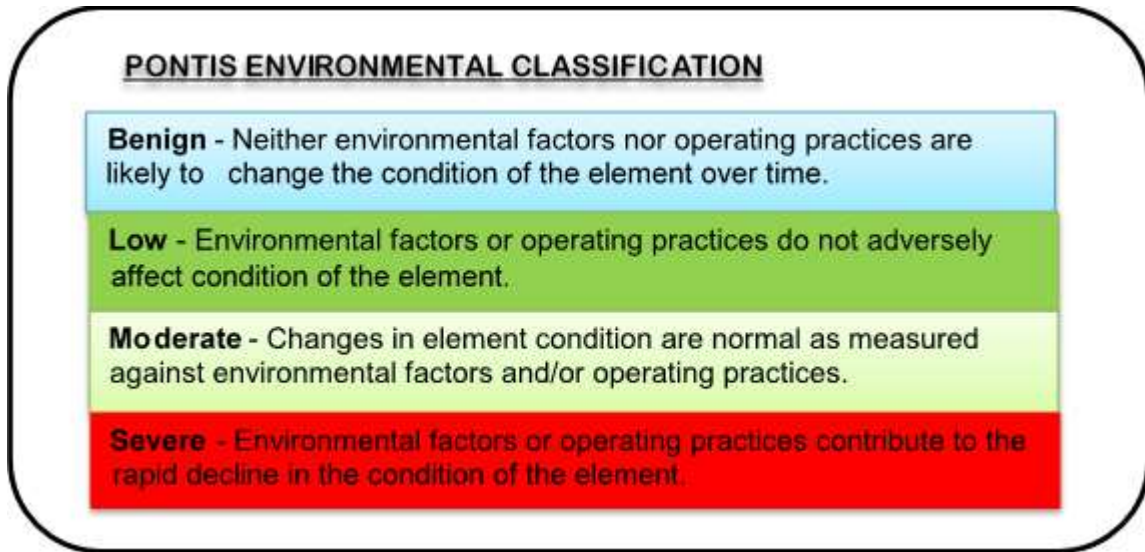 PONTIS ENVIRONMENTAL CLASSIFICATION
Benign - Neither environmental factors nor operating practices are
likely to change the condition of the element over time.
Low - Environmental factors or operating practices do not adversely
affect condition of the element.
Moderate - Changes in element condition are normal as measured
against environmental factors and/or operating practices.
Severe - Environmental factors or operating practices contribute to the
rapid decline in the condition of the element.